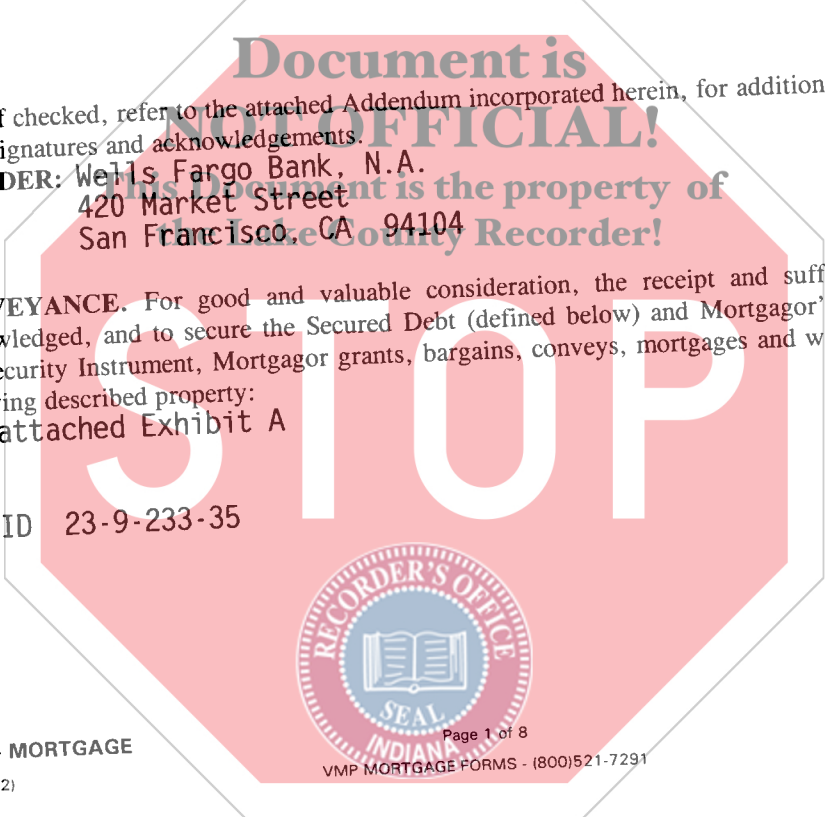 Document is
f checked, refer to the attached Addendum incorporated herein, for addition
ignatures and acknowledgements.
NOT OFFICIAL!
DER: Wells Fargo Bank, N.A.
This Document is the property of
420 Market Street
the Lake County Recorder!
San Francisco, CA 94104
VEYANCE. For good and valuable consideration, the receipt and suff
wledged, and to secure the Secured Debt (defined below) and Mortgagor'
ecurity Instrument, Mortgagor grants, bargains, conveys, mortgages and w
ing described property:
attached Exhibit A
STOP
ID 23-9-233-35
RECORDER'S OFFICE
SEAL
INDIANA
Page 1 of 8
MORTGAGE
VMP MORTGAGE FORMS - (800)521-7291
2)